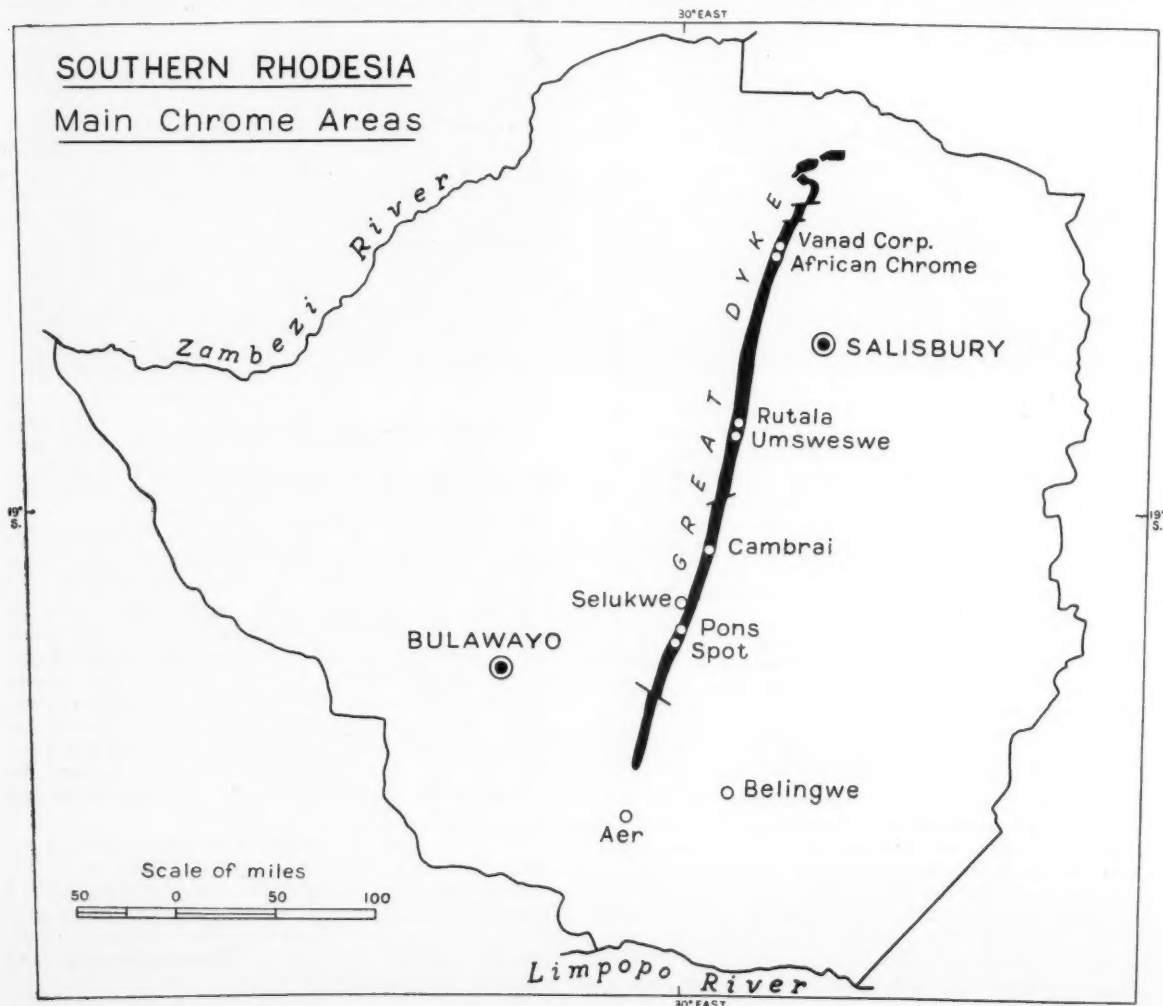 30° EAST
SOUTHERN RHODESIA
Main Chrome Areas
Zambezi River
GREAT DYKE
Vanad Corp.
African Chrome
SALISBURY
Rutala
Umsweswe
19°
S.
19°
S.
Cambrai
Selukwe
Pons
Spot
BULAWAYO
Belingwe
Aer
Scale of miles
50 0 50 100
Limpopo River
30° EAST